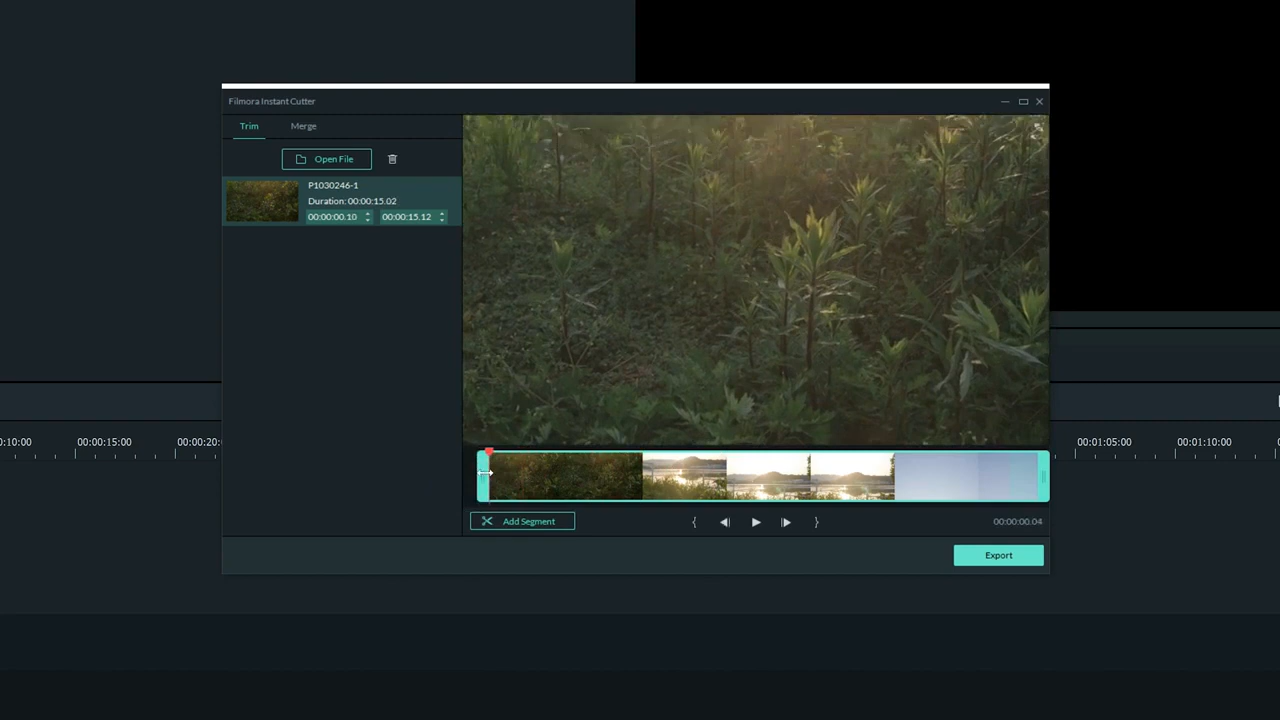 Filmora Instant Cutter
Trim
Merge
Open File
P1030246-1
Duration: 00:00:15.02
00:00:00.10
00:00:15.12
:10:00
00:00:15:00
00:00:20:
00:01:05:00
00:01:10:00
Add Segment
{
}
00:00:00.04
Export